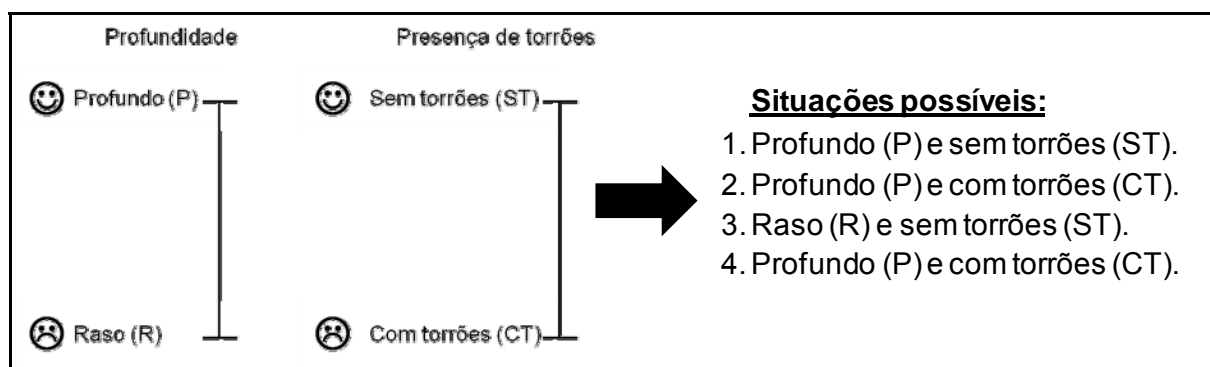 Profundidade
Presença de torrões
Profundo (P)
Sem torrões (ST)
Raso (R)
Com torrões (CT)
Situações possíveis:
1. Profundo (P) e sem torrões (ST).
2. Profundo (P) e com torrões (CT).
3. Raso (R) e sem torrões (ST).
4. Profundo (P) e com torrões (CT).